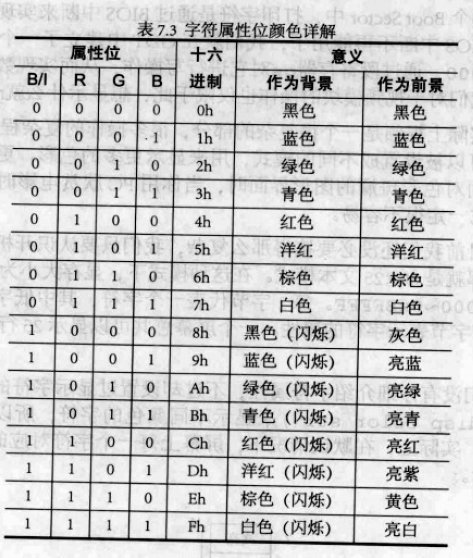 表 7.3 字符属性位颜色详解
属性位 十六进制 意义
B/I R G B 作为背景 作为前景
0 0 0 0 0h 黑色 黑色
0 0 0 1 1h 蓝色 蓝色
0 0 1 0 2h 绿色 绿色
0 0 1 1 3h 青色 青色
0 1 0 0 4h 红色 红色
0 1 0 1 5h 洋红 洋红
0 1 1 0 6h 棕色 棕色
0 1 1 1 7h 白色 白色
1 0 0 0 8h 黑色（闪烁） 灰色
1 0 0 1 9h 蓝色（闪烁） 亮蓝
1 0 1 0 Ah 绿色（闪烁） 亮绿
1 0 1 1 Bh 青色（闪烁） 亮青
1 1 0 0 Ch 红色（闪烁） 亮红
1 1 0 1 Dh 洋红（闪烁） 亮紫
1 1 1 0 Eh 棕色（闪烁） 黄色
1 1 1 1 Fh 白色（闪烁） 亮白